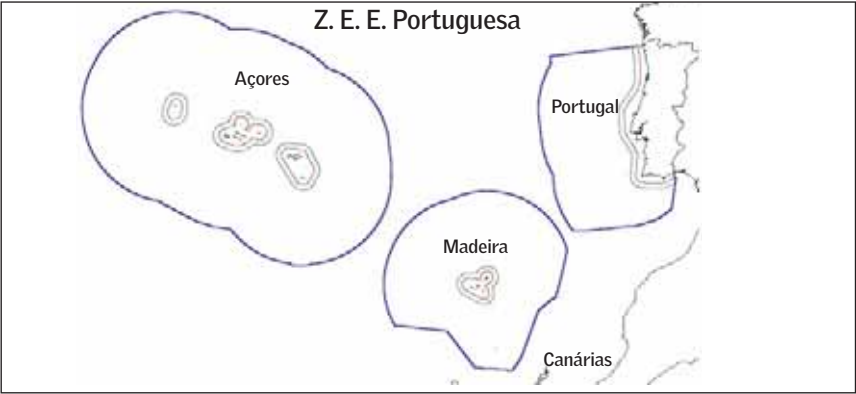 Z. E. E. Portuguesa
Açores
Portugal
Madeira
Canárias